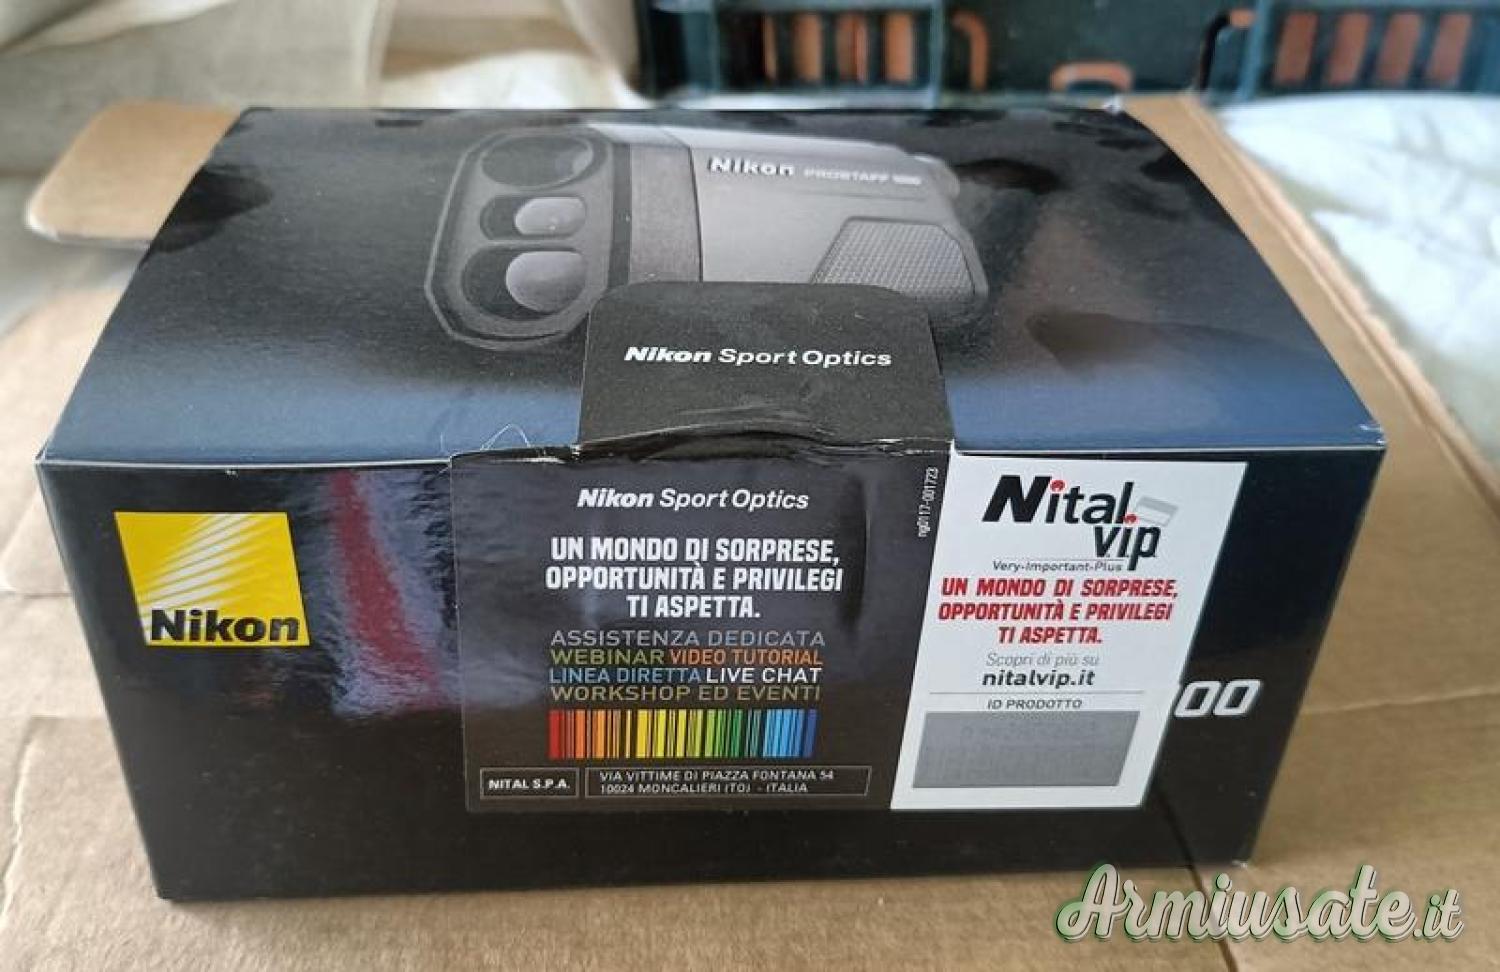 Nikon PROSTAFF 1000
Nikon Sport Optics
Nikon
Nikon Sport Optics
UN MONDO DI SORPRESE,
OPPORTUNITÀ E PRIVILEGI
TI ASPETTA.
ASSISTENZA DEDICATA
WEBINAR VIDEO TUTORIAL
LINEA DIRETTA LIVE CHAT
WORKSHOP ED EVENTI
NITAL S.P.A.
VIA VITTIME DI PIAZZA FONTANA 54
10024 MONCALIERI (TO) - ITALIA
ng0117-001723
Nital
v.i.p
Very-Important-Plus
UN MONDO DI SORPRESE,
OPPORTUNITÀ E PRIVILEGI
TI ASPETTA.
Scopri di più su
nitalvip.it
ID PRODOTTO
00
Armiusate.it